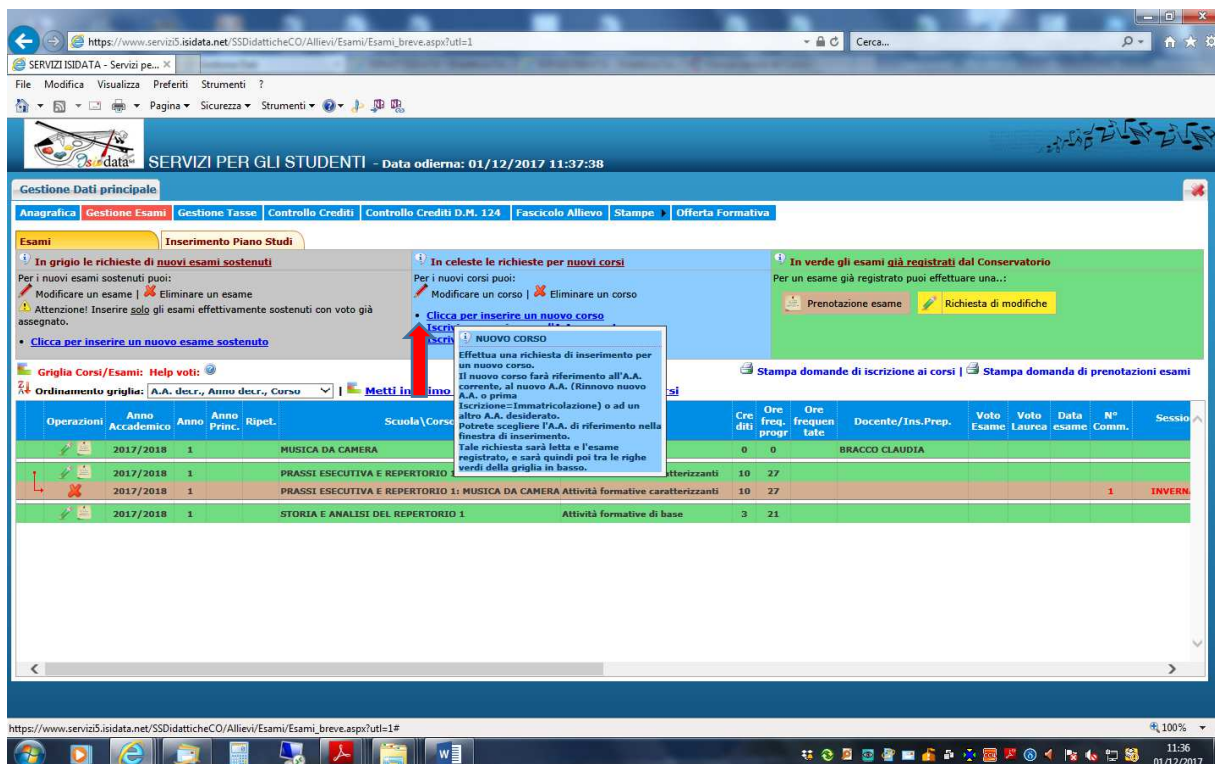 https://www.servizi5.isidata.net/SSDidatticheCO/Allievi/Esami/Esami_breve.aspx?utl=1
Cerca...
SERVIZI ISIDATA - Servizi pe...
File Modifica Visualizza Preferiti Strumenti ?
Pagina Sicurezza Strumenti
Isidata
SERVIZI PER GLI STUDENTI - Data odierna: 01/12/2017 11:37:38
Gestione Dati principale
Anagrafica Gestione Esami Gestione Tasse Controllo Crediti Controllo Crediti D.M. 124 Fascicolo Allievo Stampe Offerta Formativa
Esami Inserimento Piano Studi
In grigio le richieste di nuovi esami sostenuti
Per i nuovi esami sostenuti puoi:
Modificare un esame | Eliminare un esame
Attenzione! Inserire solo gli esami effettivamente sostenuti con voto già
assegnato.
• Clicca per inserire un nuovo esame sostenuto
In celeste le richieste per nuovi corsi
Per i nuovi corsi puoi:
Modificare un corso | Eliminare un corso
• Clicca per inserire un nuovo corso
In verde gli esami già registrati dal Conservatorio
Per un esame già registrato puoi effettuare una..:
Prenotazione esame Richiesta di modifiche
NUOVO CORSO
Effettua una richiesta di inserimento per
un nuovo corso.
Il nuovo corso farà riferimento all'A.A.
corrente, al nuovo A.A. (Rinnovo nuovo
A.A. o prima
Iscrizione=Immatricolazione) o ad un
altro A.A. desiderato.
Potrete scegliere l'A.A. di riferimento nella
finestra di inserimento.
Tale richiesta sarà letta e l'esame
registrato, e sarà quindi poi tra le righe
verdi della griglia in basso.
Griglia Corsi/Esami: Help voti:
Stampa domande di iscrizione ai corsi | Stampa domanda di prenotazioni esami
Ordinamento griglia: A.A. decr., Anno decr., Corso | Metti in primo
Operazioni Anno Accademico Anno Anno Princ. Ripet. Scuola\Corso Cre diti Ore freq. progr Ore frequen tate Docente/Ins.Prep. Voto Esame Voto Laurea Data esame N° Comm. Sessio
2017/2018 1 MUSICA DA CAMERA 0 0 BRACCO CLAUDIA
2017/2018 1 PRASSI ESECUTIVA E REPERTORIO 1 10 27
2017/2018 1 PRASSI ESECUTIVA E REPERTORIO 1: MUSICA DA CAMERA Attività formative caratterizzanti 10 27 1 INVERN
2017/2018 1 STORIA E ANALISI DEL REPERTORIO 1 Attività formative di base 3 21
https://www.servizi5.isidata.net/SSDidatticheCO/Allievi/Esami/Esami_breve.aspx?utl=1#
100%
11:36
01/12/2017